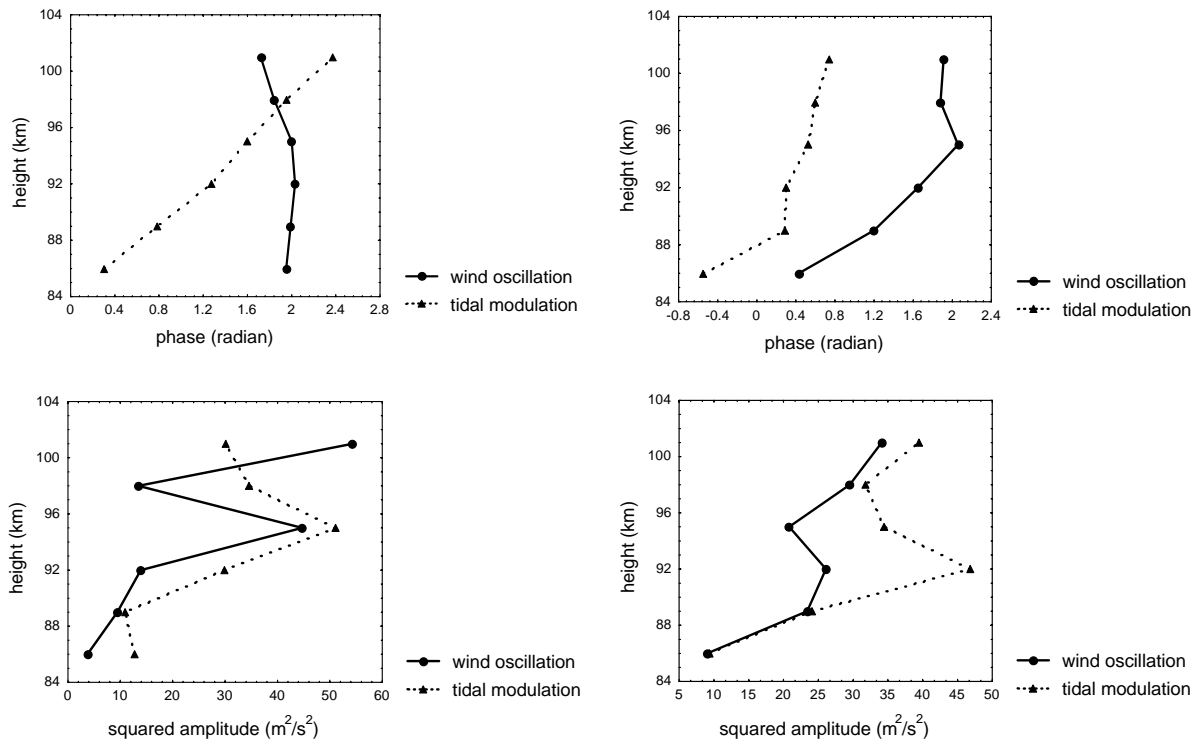 104
100
96
92
88
84
height (km)
0 0.4 0.8 1.2 1.6 2 2.4 2.8
phase (radian)
wind oscillation
tidal modulation
104
100
96
92
88
84
height (km)
-0.8 -0.4 0 0.4 0.8 1.2 1.6 2 2.4
phase (radian)
wind oscillation
tidal modulation
104
100
96
92
88
84
height (km)
0 10 20 30 40 50 60
squared amplitude (m²/s²)
wind oscillation
tidal modulation
104
100
96
92
88
84
height (km)
5 10 15 20 25 30 35 40 45 50
squared amplitude (m²/s²)
wind oscillation
tidal modulation